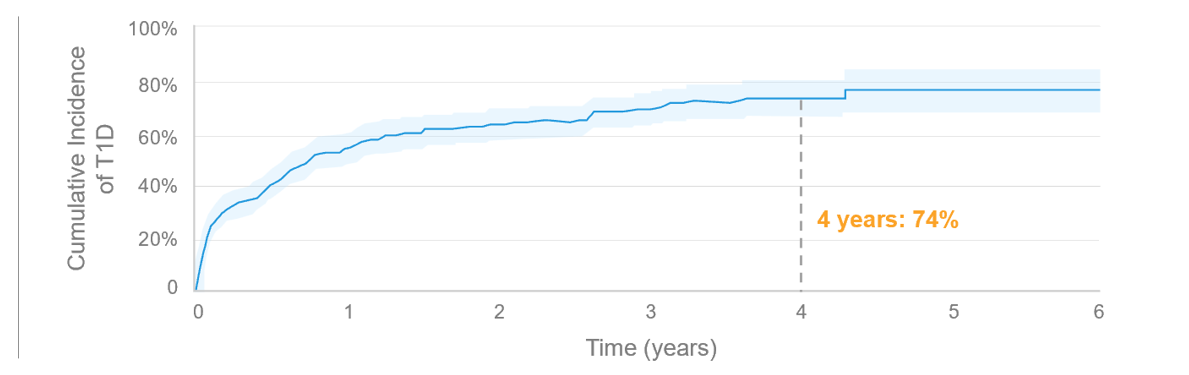 Cumulative Incidence
of T1D
100%
80%
60%
40%
20%
0
4 years: 74%
0 1 2 3 4 5 6
Time (years)